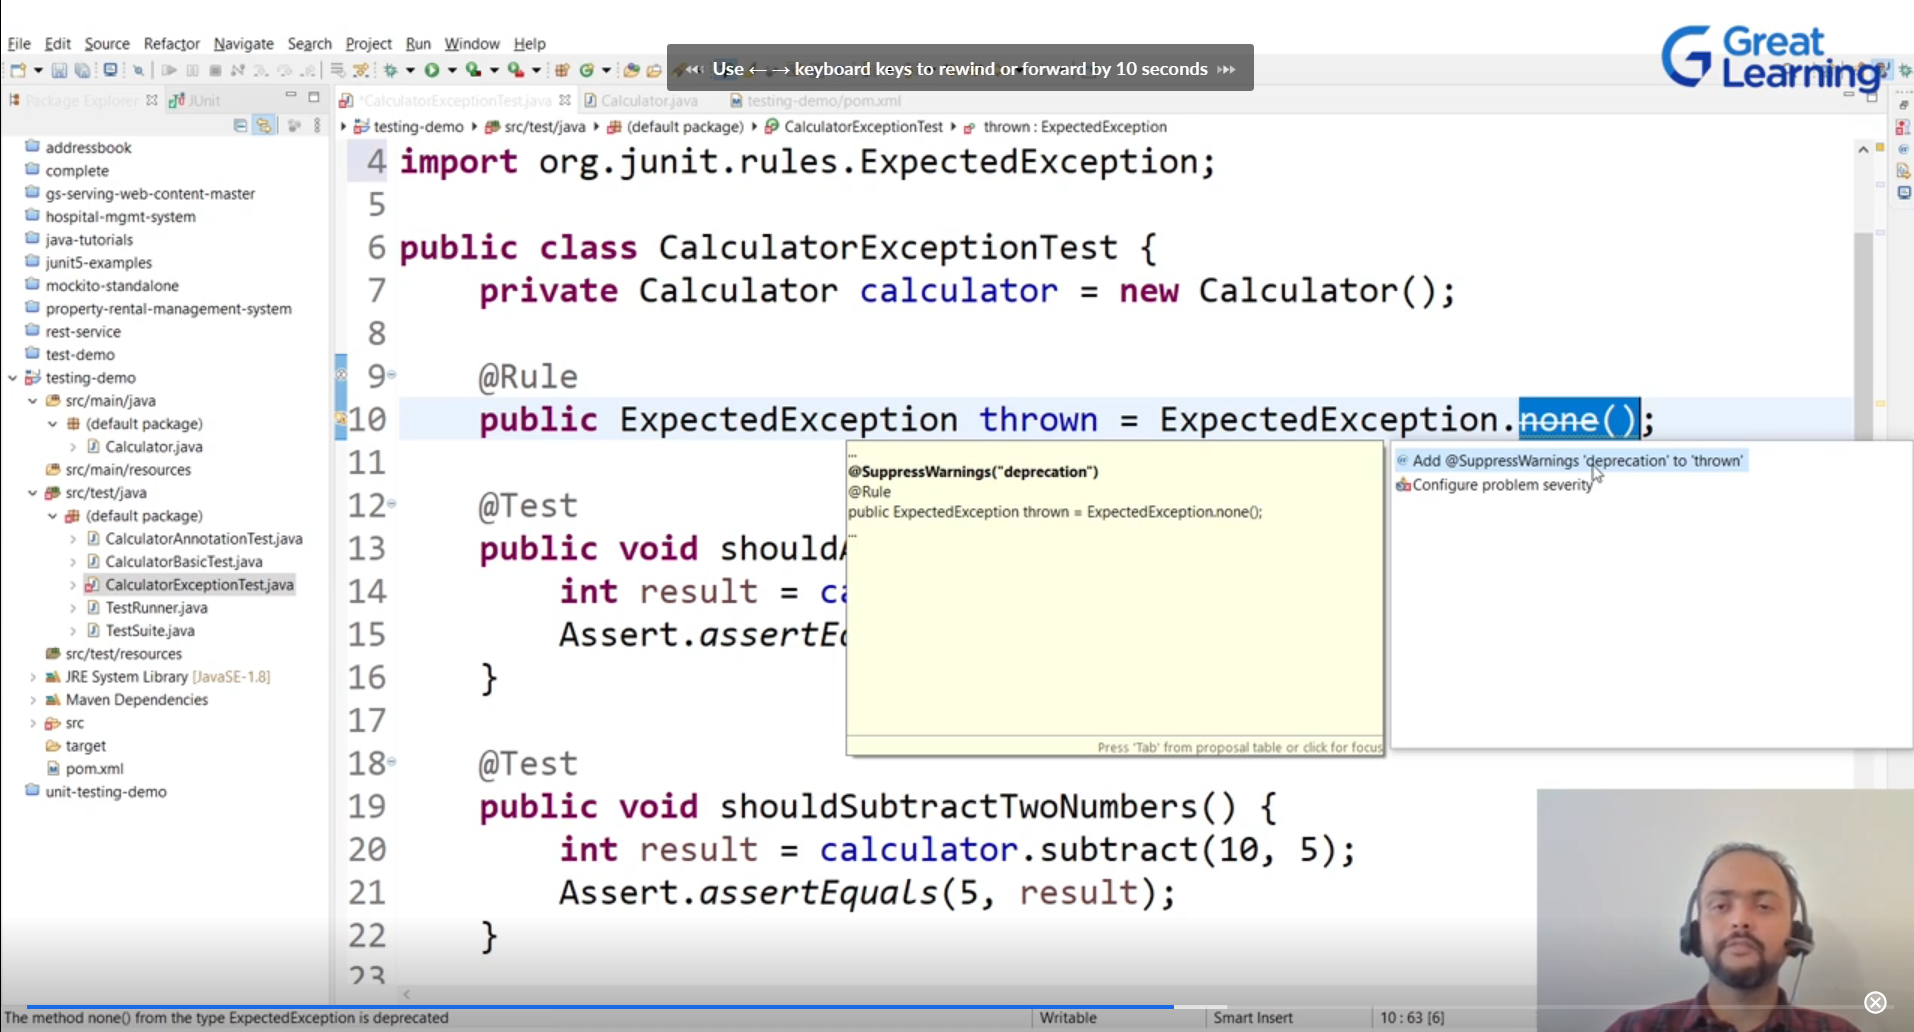 File Edit Source Refactor Navigate Search Project Run Window Help
Use ← → keyboard keys to rewind or forward by 10 seconds
Great Learning
Package Explorer JUnit
*CalculatorExceptionTest.java Calculator.java testing-demo/pom.xml
testing-demo src/test/java (default package) CalculatorExceptionTest thrown : ExpectedException
addressbook
complete
gs-serving-web-content-master
hospital-mgmt-system
java-tutorials
junit5-examples
mockito-standalone
property-rental-management-system
rest-service
test-demo
testing-demo
src/main/java
(default package)
Calculator.java
src/main/resources
src/test/java
(default package)
CalculatorAnnotationTest.java
CalculatorBasicTest.java
CalculatorExceptionTest.java
TestRunner.java
TestSuite.java
src/test/resources
JRE System Library [JavaSE-1.8]
Maven Dependencies
src
target
pom.xml
unit-testing-demo
4 import org.junit.rules.ExpectedException;
5
6 public class CalculatorExceptionTest {
7 private Calculator calculator = new Calculator();
8
9 @Rule
10 public ExpectedException thrown = ExpectedException.none();
11
12 @Test
13 public void shouldA
14 int result = ca
15 Assert.assertEq
16 }
17
18 @Test
19 public void shouldSubtractTwoNumbers() {
20 int result = calculator.subtract(10, 5);
21 Assert.assertEquals(5, result);
22 }
23
...
@SuppressWarnings("deprecation")
@Rule
public ExpectedException thrown = ExpectedException.none();
...
Press 'Tab' from proposal table or click for focus
Add @SuppressWarnings 'deprecation' to 'thrown'
Configure problem severity
The method none() from the type ExpectedException is deprecated
Writable Smart Insert 10 : 63 [6]